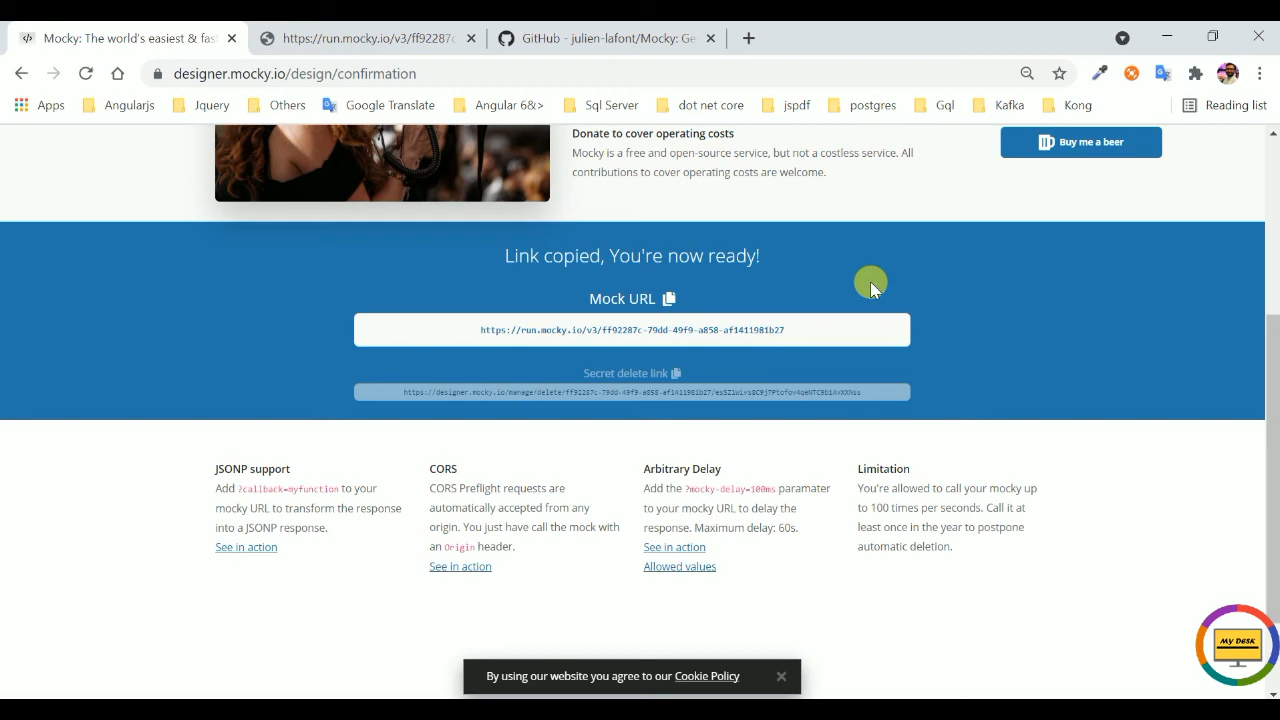 Mocky: The world's easiest & fas
https://run.mocky.io/v3/ff92287c
GitHub - julien-lafont/Mocky: Ge
designer.mocky.io/design/confirmation
Apps
Angularjs
Jquery
Others
Google Translate
Angular 6&>
Sql Server
dot net core
jspdf
postgres
Gql
Kafka
Kong
Reading list
Donate to cover operating costs
Mocky is a free and open-source service, but not a costless service. All
contributions to cover operating costs are welcome.
Buy me a beer
Link copied, You're now ready!
Mock URL
https://run.mocky.io/v3/ff92287c-79dd-49f9-a858-af1411981b27
Secret delete link
JSONP support
Add ?callback=myfunction to your
mocky URL to transform the response
into a JSONP response.
See in action
CORS
CORS Preflight requests are
automatically accepted from any
origin. You just have call the mock with
an Origin header.
See in action
Arbitrary Delay
Add the ?mocky-delay=100ms paramater
to your mocky URL to delay the
response. Maximum delay: 60s.
See in action
Allowed values
Limitation
You're allowed to call your mocky up
to 100 times per seconds. Call it at
least once in the year to postpone
automatic deletion.
MY DESK
By using our website you agree to our Cookie Policy